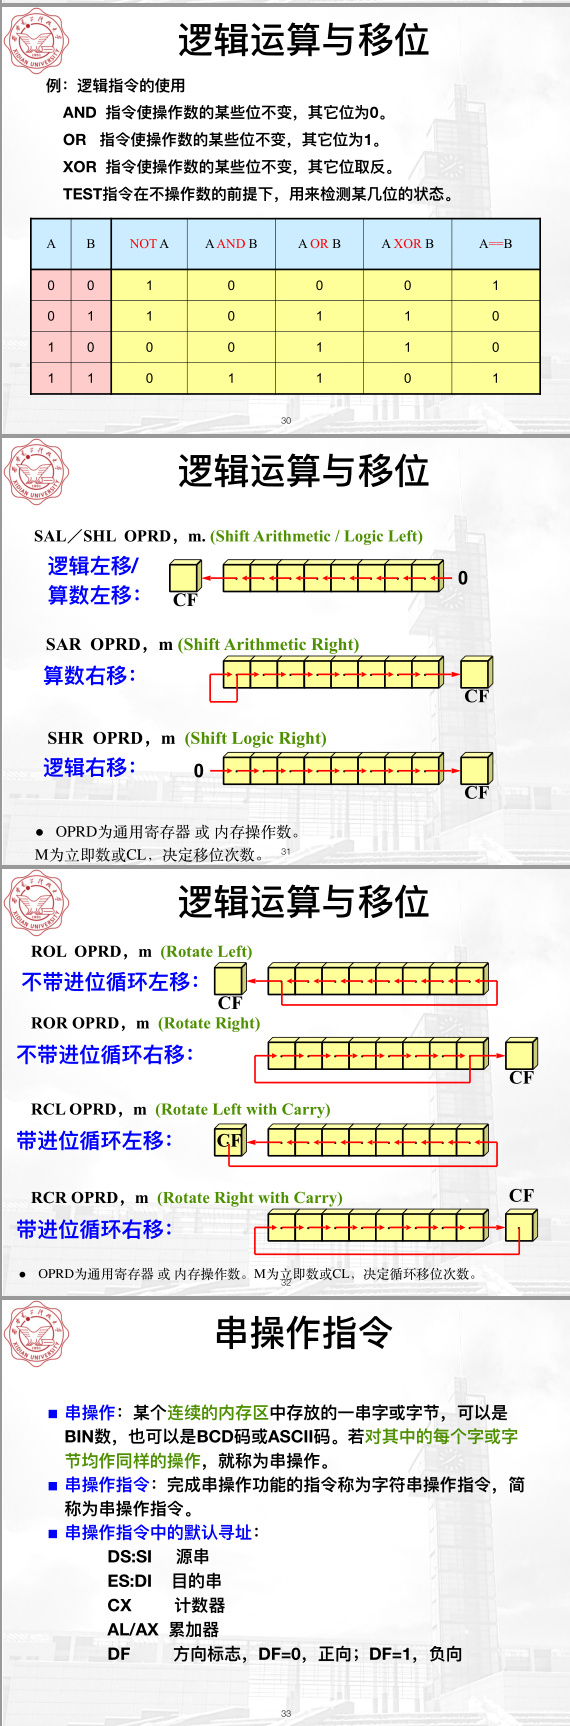 逻辑运算与移位
例：逻辑指令的使用
AND 指令使操作数的某些位不变，其它位为0。
OR 指令使操作数的某些位不变，其它位为1。
XOR 指令使操作数的某些位不变，其它位取反。
TEST指令在不操作数的前提下，用来检测某几位的状态。
A B NOT A A AND B A OR B A XOR B A==B
0 0 1 0 0 0 1
0 1 1 0 1 1 0
1 0 0 0 1 1 0
1 1 0 1 1 0 1
30
XIDIAN UNIVERSITY
逻辑运算与移位
SAL／SHL OPRD，m. (Shift Arithmetic / Logic Left)
逻辑左移/
算数左移：
0
CF
SAR OPRD，m (Shift Arithmetic Right)
算数右移：
CF
SHR OPRD，m (Shift Logic Right)
逻辑右移：
0
CF
● OPRD为通用寄存器 或 内存操作数。
M为立即数或CL，决定移位次数。
31
XIDIAN UNIVERSITY
逻辑运算与移位
ROL OPRD，m (Rotate Left)
不带进位循环左移：
CF
ROR OPRD，m (Rotate Right)
不带进位循环右移：
CF
RCL OPRD，m (Rotate Left with Carry)
带进位循环左移：
CF
RCR OPRD，m (Rotate Right with Carry)
CF
带进位循环右移：
● OPRD为通用寄存器 或 内存操作数。M为立即数或CL，决定循环移位次数。
32
XIDIAN UNIVERSITY
串操作指令
■ 串操作：某个连续的内存区中存放的一串字或字节，可以是
BIN数，也可以是BCD码或ASCII码。若对其中的每个字或字
节均作同样的操作，就称为串操作。
■ 串操作指令：完成串操作功能的指令称为字符串操作指令，简
称为串操作指令。
■ 串操作指令中的默认寻址：
DS:SI 源串
ES:DI 目的串
CX 计数器
AL/AX 累加器
DF 方向标志，DF=0，正向；DF=1，负向
33
XIDIAN UNIVERSITY